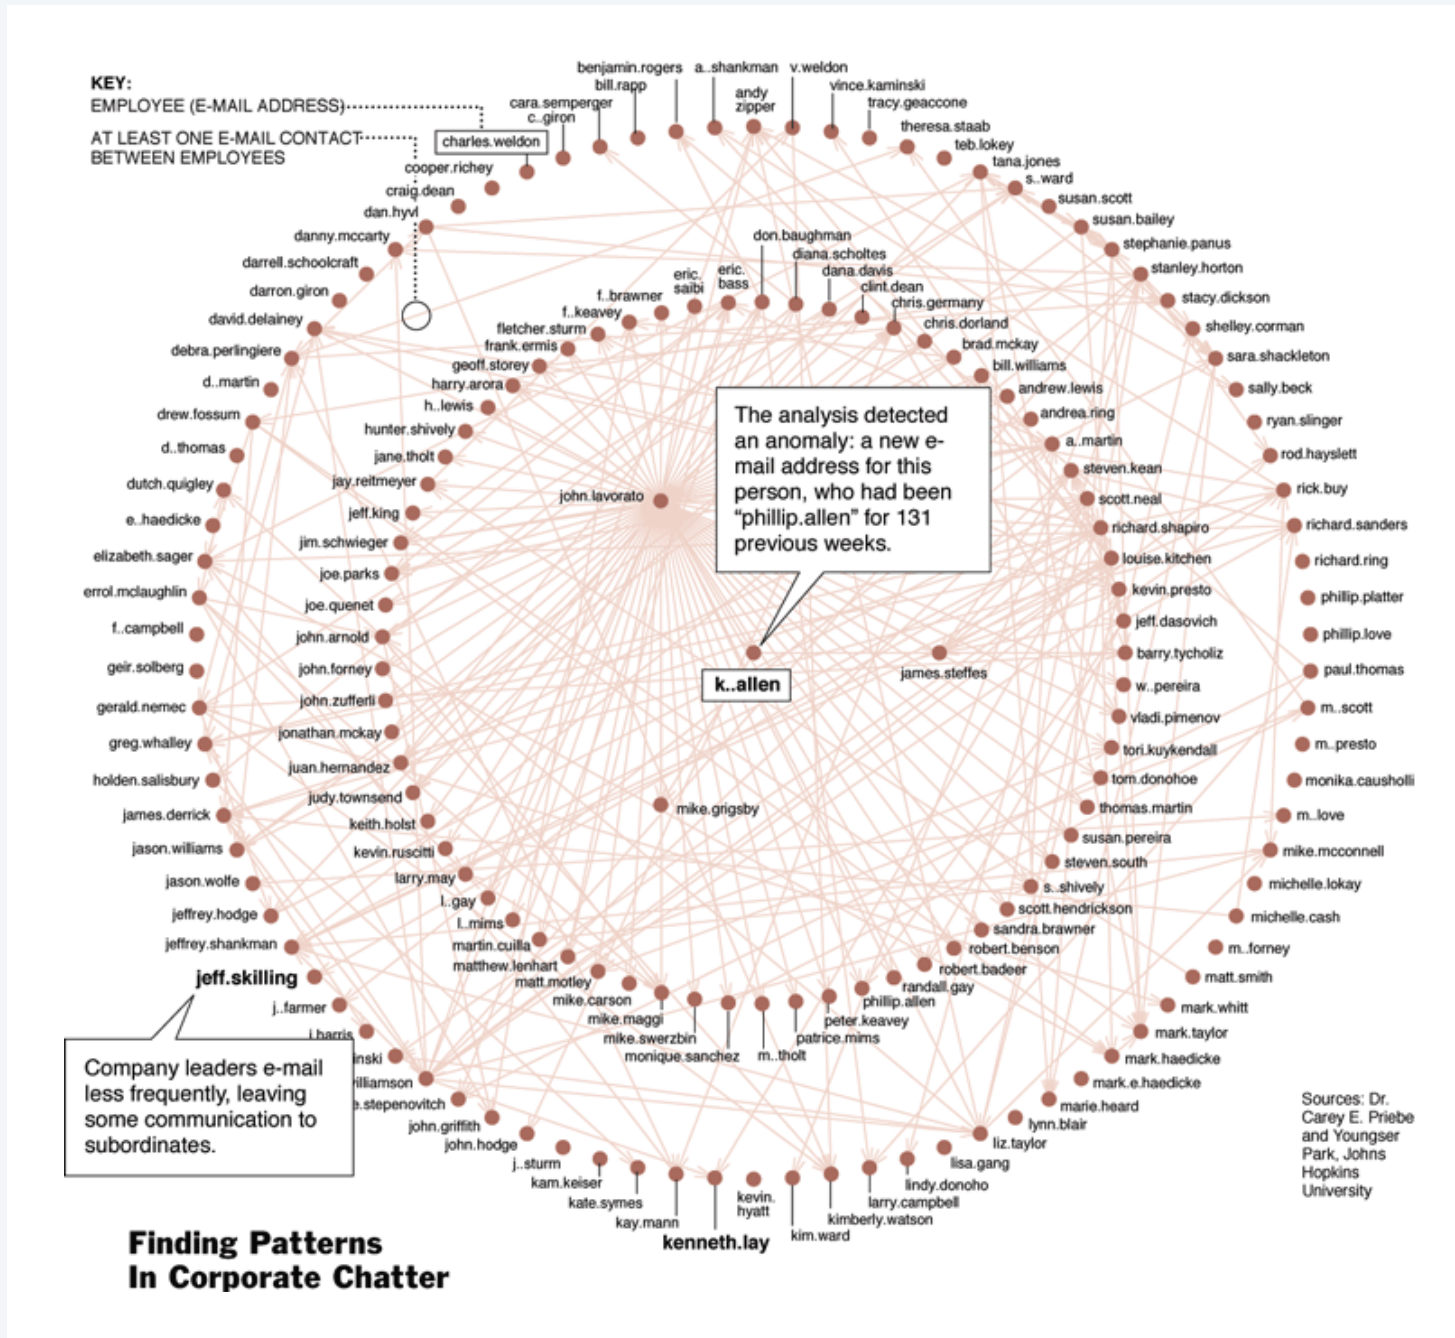 KEY:
EMPLOYEE (E-MAIL ADDRESS)
AT LEAST ONE E-MAIL CONTACT
BETWEEN EMPLOYEES
benjamin.rogers
a..shankman
v.weldon
bill.rapp
andy
zipper
vince.kaminski
cara.semperger
tracy.geaccone
c..giron
theresa.staab
charles.weldon
teb.lokey
cooper.richey
tana.jones
craig.dean
s..ward
dan.hyvl
susan.scott
danny.mccarty
susan.bailey
darrell.schoolcraft
stephanie.panus
darron.giron
stanley.horton
david.delainey
stacy.dickson
debra.perlingiere
shelley.corman
d..martin
sara.shackleton
drew.fossum
sally.beck
d..thomas
ryan.slinger
dutch.quigley
rod.hayslett
e..haedicke
rick.buy
elizabeth.sager
richard.sanders
errol.mclaughlin
richard.ring
f..campbell
phillip.platter
geir.solberg
phillip.love
gerald.nemec
paul.thomas
greg.whalley
m..scott
holden.salisbury
m..presto
james.derrick
monika.causholli
jason.williams
m..love
jason.wolfe
mike.mcconnell
jeffrey.hodge
michelle.lokay
jeffrey.shankman
michelle.cash
jeff.skilling
m..forney
j..farmer
matt.smith
j.harris
mark.whitt
inski
mark.taylor
illiamson
mark.haedicke
e.stepenovitch
mark.e.haedicke
john.griffith
marie.heard
john.hodge
lynn.blair
j..sturm
liz.taylor
kam.keiser
lisa.gang
kate.symes
lindy.donoho
kay.mann
larry.campbell
kenneth.lay
kimberly.watson
kevin.
hyatt
kim.ward
don.baughman
diana.scholtes
eric.
saibi
eric.
bass
dana.davis
f..brawner
clint.dean
f..keavey
chris.germany
fletcher.sturm
chris.dorland
frank.ermis
brad.mckay
geoff.storey
bill.williams
harry.arora
andrew.lewis
h..lewis
andrea.ring
hunter.shively
a..martin
jane.tholt
steven.kean
jay.reitmeyer
scott.neal
jeff.king
richard.shapiro
jim.schwieger
louise.kitchen
joe.parks
kevin.presto
joe.quenet
jeff.dasovich
john.arnold
barry.tycholiz
john.forney
w..pereira
john.zufferli
vladi.pimenov
jonathan.mckay
tori.kuykendall
juan.hernandez
tom.donohoe
judy.townsend
thomas.martin
keith.holst
susan.pereira
kevin.ruscitti
steven.south
larry.may
s..shively
l..gay
scott.hendrickson
l..mims
sandra.brawner
martin.cuilla
robert.benson
matthew.lenhart
robert.badeer
matt.motley
randall.gay
mike.carson
phillip.allen
mike.maggi
peter.keavey
mike.swerzbin
patrice.mims
monique.sanchez
m..tholt
john.lavorato
The analysis detected
an anomaly: a new e-
mail address for this
person, who had been
“phillip.allen” for 131
previous weeks.
k..allen
james.steffes
mike.grigsby
Company leaders e-mail
less frequently, leaving
some communication to
subordinates.
Sources: Dr.
Carey E. Priebe
and Youngser
Park, Johns
Hopkins
University
Finding Patterns
In Corporate Chatter